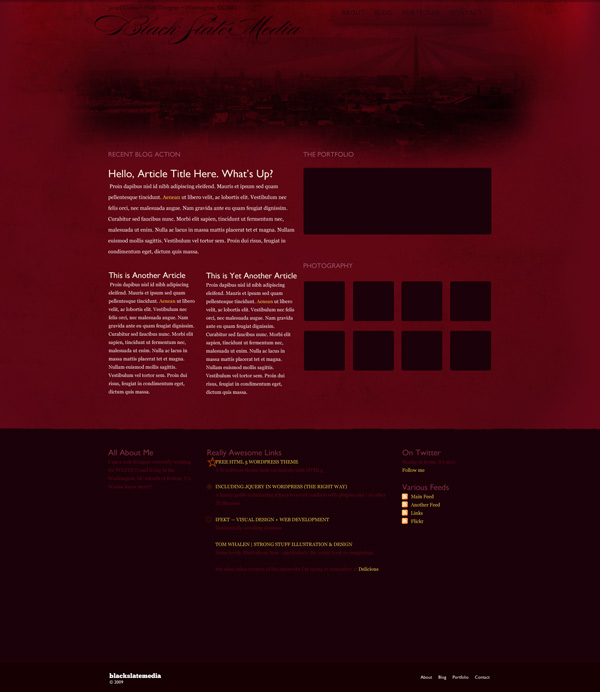 Black Slate Media
ABOUT BLOG PORTFOLIO CONTACT
RECENT BLOG ACTION
Hello, Article Title Here. What's Up?
Proin dapibus nisl id nibh adipiscing eleifend. Mauris et ipsum sed quam
pellentesque tincidunt. Aenean ut libero velit, ac lobortis elit. Vestibulum nec
felis orci, nec malesuada augue. Nam gravida ante eu quam feugiat dignissim.
Curabitur sed faucibus nunc. Morbi elit sapien, tincidunt ut fermentum nec,
malesuada ut enim. Nulla ac lacus in massa mattis placerat tet et magna. Nullam
euismod mollis sagittis. Vestibulum vel tortor sem. Proin dui risus, feugiat in
condimentum eget, dictum quis massa.
This is Another Article
Proin dapibus nisl id nibh adipiscing
eleifend. Mauris et ipsum sed quam
pellentesque tincidunt. Aenean ut libero
velit, ac lobortis elit. Vestibulum nec
felis orci, nec malesuada augue. Nam
gravida ante eu quam feugiat dignissim.
Curabitur sed faucibus nunc. Morbi elit
sapien, tincidunt ut fermentum nec,
malesuada ut enim. Nulla ac lacus in
massa mattis placerat tet et magna.
Nullam euismod mollis sagittis.
Vestibulum vel tortor sem. Proin dui
risus, feugiat in condimentum eget,
dictum quis massa.
This is Yet Another Article
Proin dapibus nisl id nibh adipiscing
eleifend. Mauris et ipsum sed quam
pellentesque tincidunt. Aenean ut libero
velit, ac lobortis elit. Vestibulum nec
felis orci, nec malesuada augue. Nam
gravida ante eu quam feugiat dignissim.
Curabitur sed faucibus nunc. Morbi elit
sapien, tincidunt ut fermentum nec,
malesuada ut enim. Nulla ac lacus in
massa mattis placerat tet et magna.
Nullam euismod mollis sagittis.
Vestibulum vel tortor sem. Proin dui
risus, feugiat in condimentum eget,
dictum quis massa.
THE PORTFOLIO
PHOTOGRAPHY
All About Me
Really Awesome Links
FREE HTML 5 WORDPRESS THEME
INCLUDING JQUERY IN WORDPRESS (THE RIGHT WAY)
IFEKT — VISUAL DESIGN + WEB DEVELOPMENT
TOM WHALEN | STRONG STUFF ILLUSTRATION & DESIGN
Delicious
On Twitter
Follow me
Various Feeds
Main Feed
Another Feed
Links
Flickr
blackslatemedia
© 2009
About Blog Portfolio Contact